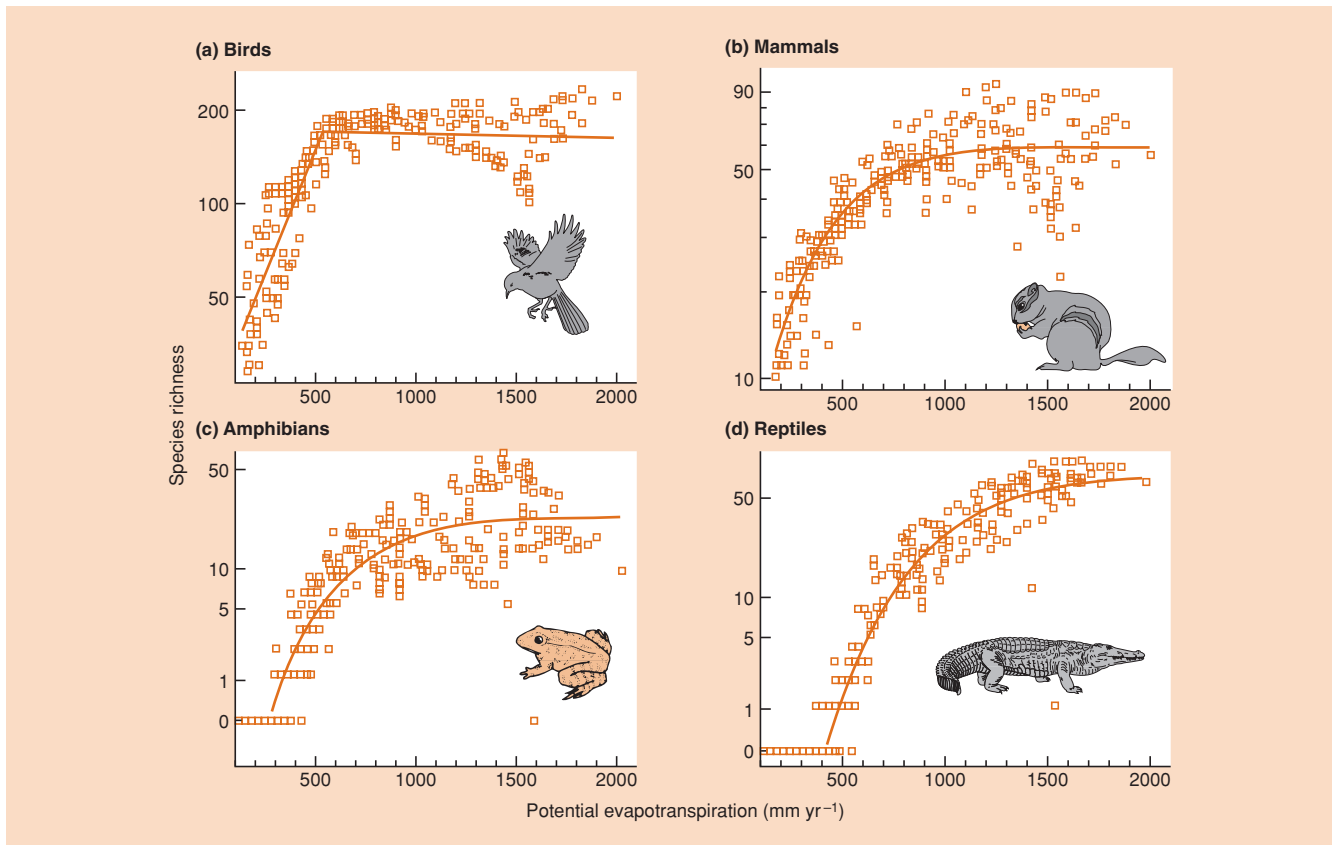 (a) Birds
200
100
50
500 1000 1500 2000
(b) Mammals
90
50
10
500 1000 1500 2000
Species richness
(c) Amphibians
50
10
5
1
0
500 1000 1500 2000
(d) Reptiles
50
10
5
1
0
500 1000 1500 2000
Potential evapotranspiration (mm yr⁻¹)